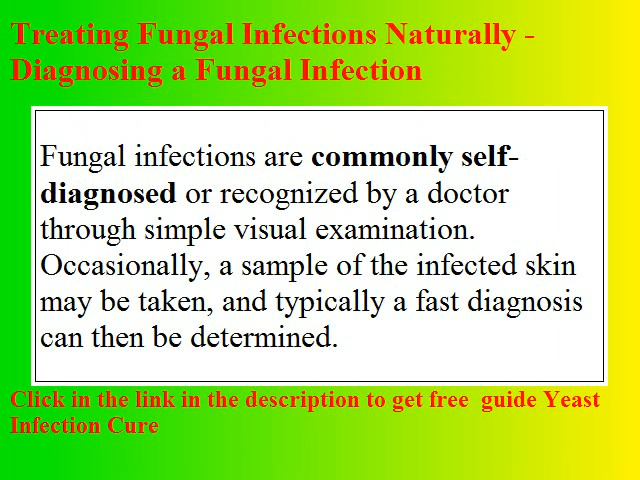 Treating Fungal Infections Naturally -
Diagnosing a Fungal Infection
Fungal infections are commonly self-
diagnosed or recognized by a doctor
through simple visual examination.
Occasionally, a sample of the infected skin
may be taken, and typically a fast diagnosis
can then be determined.
Click in the link in the description to get free  guide Yeast
Infection Cure